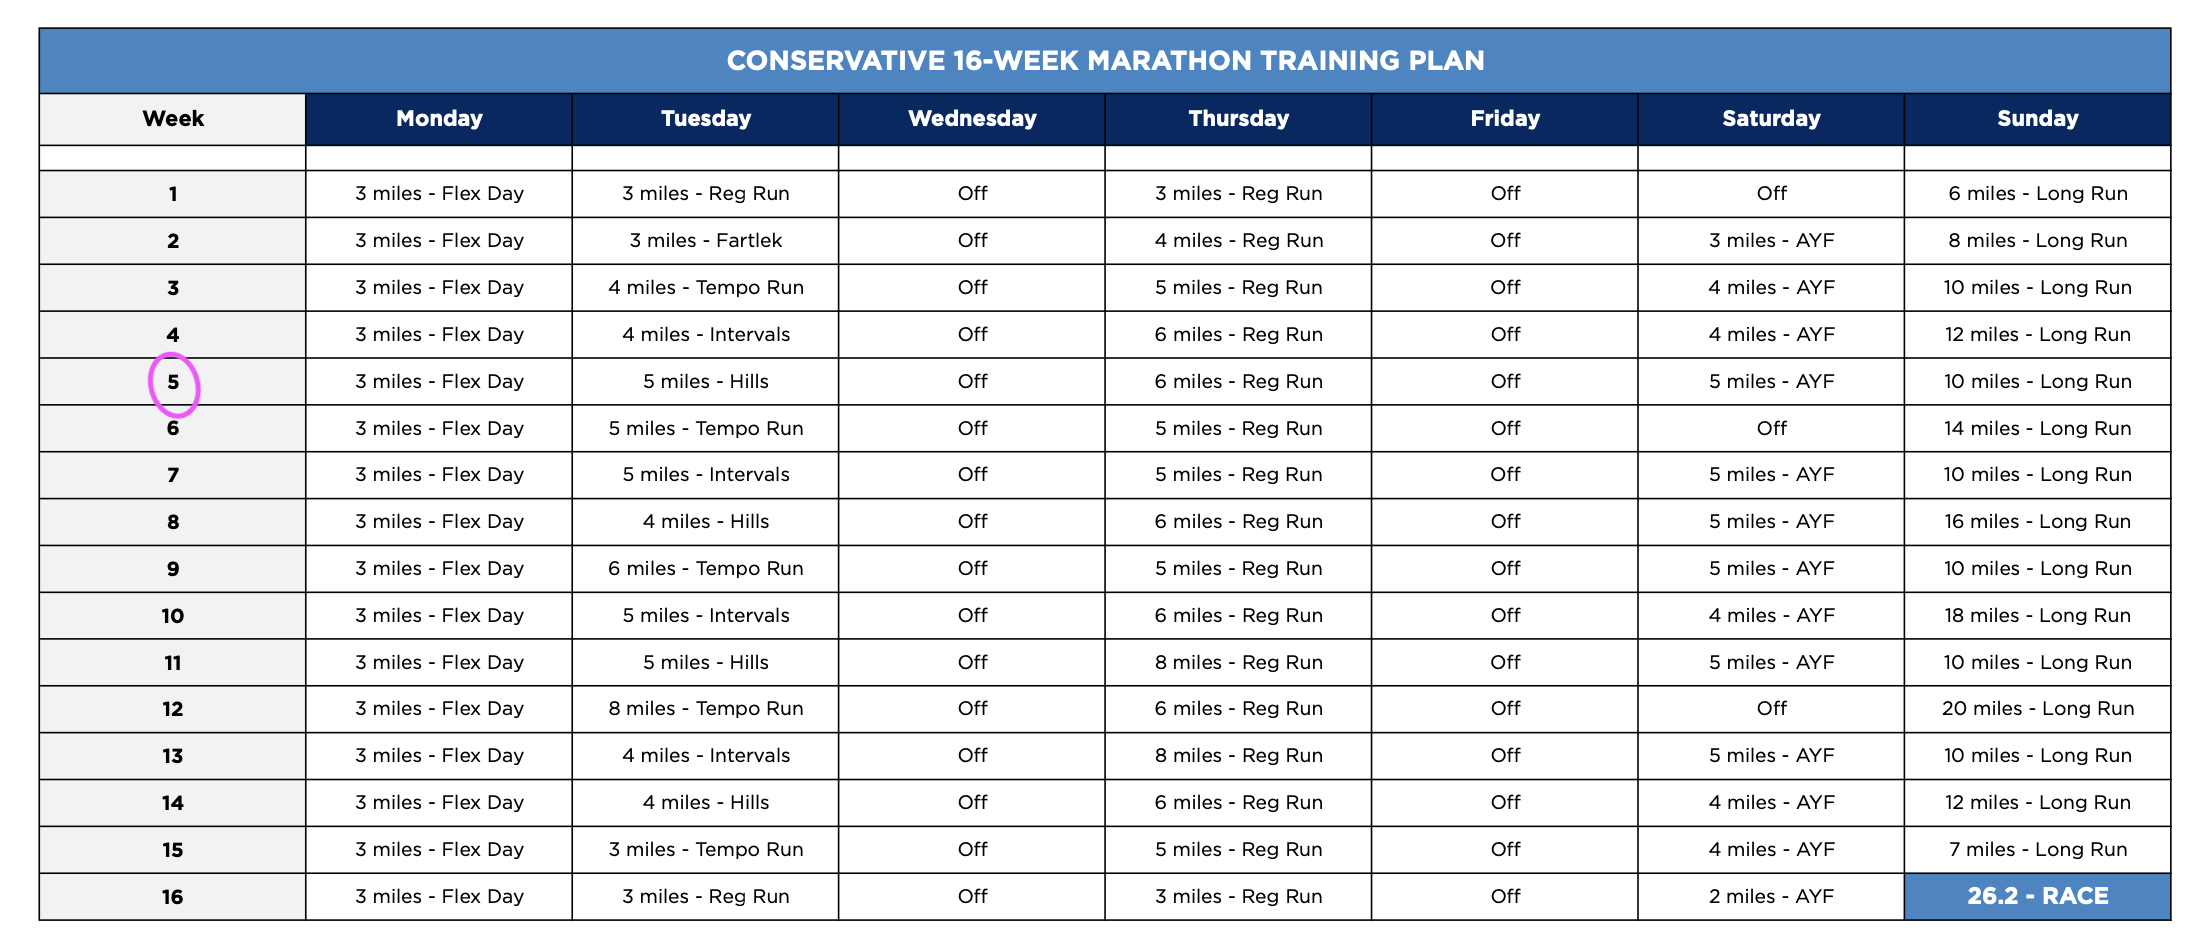 CONSERVATIVE 16-WEEK MARATHON TRAINING PLAN
Week Monday Tuesday Wednesday Thursday Friday Saturday Sunday
1 3 miles - Flex Day 3 miles - Reg Run Off 3 miles - Reg Run Off Off 6 miles - Long Run
2 3 miles - Flex Day 3 miles - Fartlek Off 4 miles - Reg Run Off 3 miles - AYF 8 miles - Long Run
3 3 miles - Flex Day 4 miles - Tempo Run Off 5 miles - Reg Run Off 4 miles - AYF 10 miles - Long Run
4 3 miles - Flex Day 4 miles - Intervals Off 6 miles - Reg Run Off 4 miles - AYF 12 miles - Long Run
5 3 miles - Flex Day 5 miles - Hills Off 6 miles - Reg Run Off 5 miles - AYF 10 miles - Long Run
6 3 miles - Flex Day 5 miles - Tempo Run Off 5 miles - Reg Run Off Off 14 miles - Long Run
7 3 miles - Flex Day 5 miles - Intervals Off 5 miles - Reg Run Off 5 miles - AYF 10 miles - Long Run
8 3 miles - Flex Day 4 miles - Hills Off 6 miles - Reg Run Off 5 miles - AYF 16 miles - Long Run
9 3 miles - Flex Day 6 miles - Tempo Run Off 5 miles - Reg Run Off 5 miles - AYF 10 miles - Long Run
10 3 miles - Flex Day 5 miles - Intervals Off 6 miles - Reg Run Off 4 miles - AYF 18 miles - Long Run
11 3 miles - Flex Day 5 miles - Hills Off 8 miles - Reg Run Off 5 miles - AYF 10 miles - Long Run
12 3 miles - Flex Day 8 miles - Tempo Run Off 6 miles - Reg Run Off Off 20 miles - Long Run
13 3 miles - Flex Day 4 miles - Intervals Off 8 miles - Reg Run Off 5 miles - AYF 10 miles - Long Run
14 3 miles - Flex Day 4 miles - Hills Off 6 miles - Reg Run Off 4 miles - AYF 12 miles - Long Run
15 3 miles - Flex Day 3 miles - Tempo Run Off 5 miles - Reg Run Off 4 miles - AYF 7 miles - Long Run
16 3 miles - Flex Day 3 miles - Reg Run Off 3 miles - Reg Run Off 2 miles - AYF 26.2 - RACE